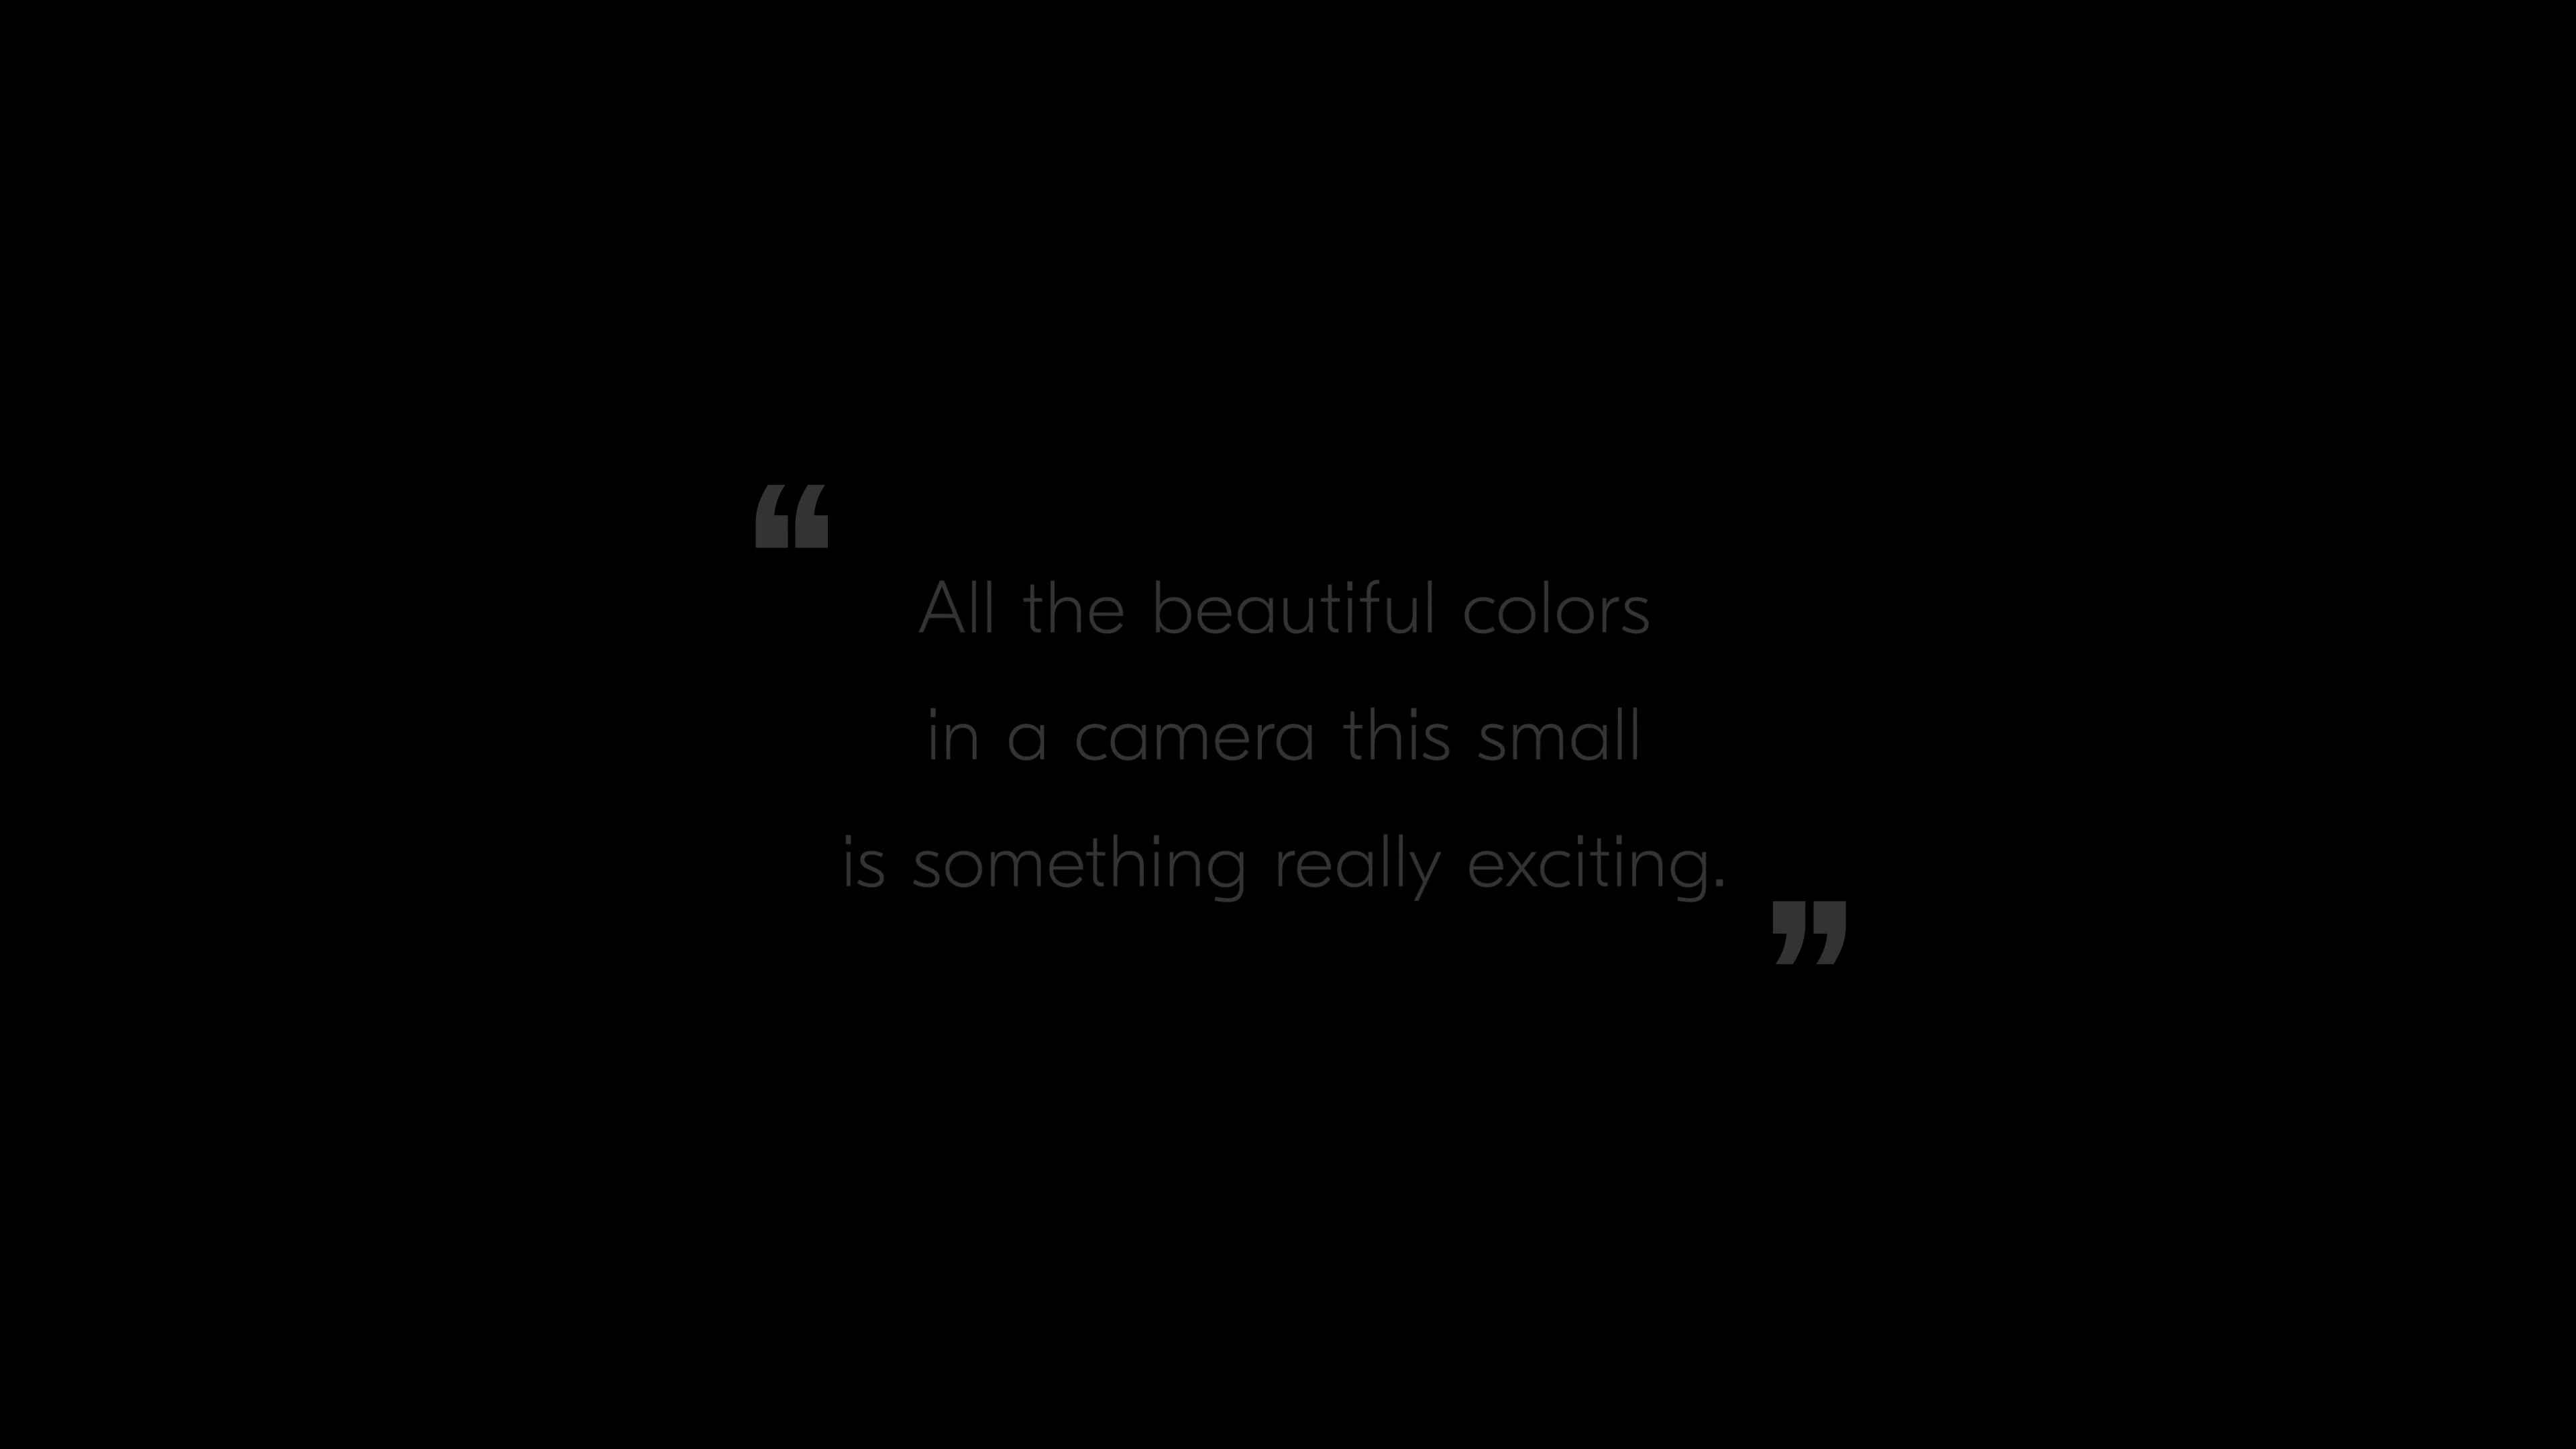 “
All the beautiful colors
in a camera this small
is something really exciting.
”